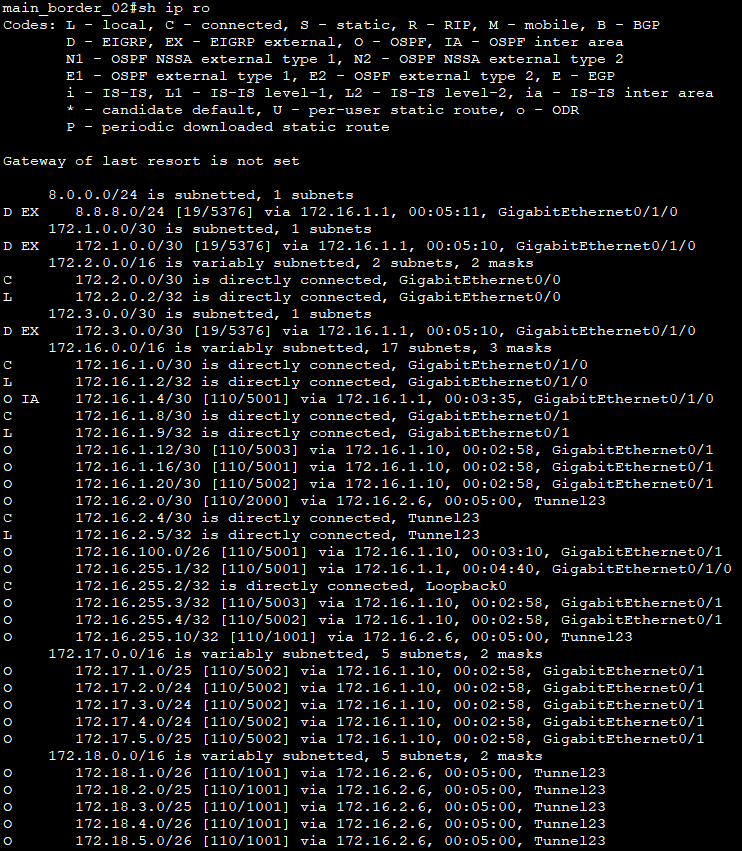 main_border_02#sh ip ro
Codes: L - local, C - connected, S - static, R - RIP, M - mobile, B - BGP
       D - EIGRP, EX - EIGRP external, O - OSPF, IA - OSPF inter area
       N1 - OSPF NSSA external type 1, N2 - OSPF NSSA external type 2
       E1 - OSPF external type 1, E2 - OSPF external type 2, E - EGP
       i - IS-IS, L1 - IS-IS level-1, L2 - IS-IS level-2, ia - IS-IS inter area
       * - candidate default, U - per-user static route, o - ODR
       P - periodic downloaded static route

Gateway of last resort is not set

     8.0.0.0/24 is subnetted, 1 subnets
D EX    8.8.8.0/24 [19/5376] via 172.16.1.1, 00:05:11, GigabitEthernet0/1/0
     172.1.0.0/30 is subnetted, 1 subnets
D EX    172.1.0.0/30 [19/5376] via 172.16.1.1, 00:05:10, GigabitEthernet0/1/0
     172.2.0.0/16 is variably subnetted, 2 subnets, 2 masks
C       172.2.0.0/30 is directly connected, GigabitEthernet0/0
L       172.2.0.2/32 is directly connected, GigabitEthernet0/0
     172.3.0.0/30 is subnetted, 1 subnets
D EX    172.3.0.0/30 [19/5376] via 172.16.1.1, 00:05:10, GigabitEthernet0/1/0
     172.16.0.0/16 is variably subnetted, 17 subnets, 3 masks
C       172.16.1.0/30 is directly connected, GigabitEthernet0/1/0
L       172.16.1.2/32 is directly connected, GigabitEthernet0/1/0
O IA    172.16.1.4/30 [110/5001] via 172.16.1.1, 00:03:35, GigabitEthernet0/1/0
C       172.16.1.8/30 is directly connected, GigabitEthernet0/1
L       172.16.1.9/32 is directly connected, GigabitEthernet0/1
O       172.16.1.12/30 [110/5003] via 172.16.1.10, 00:02:58, GigabitEthernet0/1
O       172.16.1.16/30 [110/5001] via 172.16.1.10, 00:02:58, GigabitEthernet0/1
O       172.16.1.20/30 [110/5002] via 172.16.1.10, 00:02:58, GigabitEthernet0/1
O       172.16.2.0/30 [110/2000] via 172.16.2.6, 00:05:00, Tunnel23
C       172.16.2.4/30 is directly connected, Tunnel23
L       172.16.2.5/32 is directly connected, Tunnel23
O       172.16.100.0/26 [110/5001] via 172.16.1.10, 00:03:10, GigabitEthernet0/1
O       172.16.255.1/32 [110/5001] via 172.16.1.1, 00:04:40, GigabitEthernet0/1/0
C       172.16.255.2/32 is directly connected, Loopback0
O       172.16.255.3/32 [110/5003] via 172.16.1.10, 00:02:58, GigabitEthernet0/1
O       172.16.255.4/32 [110/5002] via 172.16.1.10, 00:02:58, GigabitEthernet0/1
O       172.16.255.10/32 [110/1001] via 172.16.2.6, 00:05:00, Tunnel23
     172.17.0.0/16 is variably subnetted, 5 subnets, 2 masks
O       172.17.1.0/25 [110/5002] via 172.16.1.10, 00:02:58, GigabitEthernet0/1
O       172.17.2.0/24 [110/5002] via 172.16.1.10, 00:02:58, GigabitEthernet0/1
O       172.17.3.0/24 [110/5002] via 172.16.1.10, 00:02:58, GigabitEthernet0/1
O       172.17.4.0/24 [110/5002] via 172.16.1.10, 00:02:58, GigabitEthernet0/1
O       172.17.5.0/25 [110/5002] via 172.16.1.10, 00:02:58, GigabitEthernet0/1
     172.18.0.0/16 is variably subnetted, 5 subnets, 2 masks
O       172.18.1.0/26 [110/1001] via 172.16.2.6, 00:05:00, Tunnel23
O       172.18.2.0/25 [110/1001] via 172.16.2.6, 00:05:00, Tunnel23
O       172.18.3.0/25 [110/1001] via 172.16.2.6, 00:05:00, Tunnel23
O       172.18.4.0/26 [110/1001] via 172.16.2.6, 00:05:00, Tunnel23
O       172.18.5.0/26 [110/1001] via 172.16.2.6, 00:05:00, Tunnel23